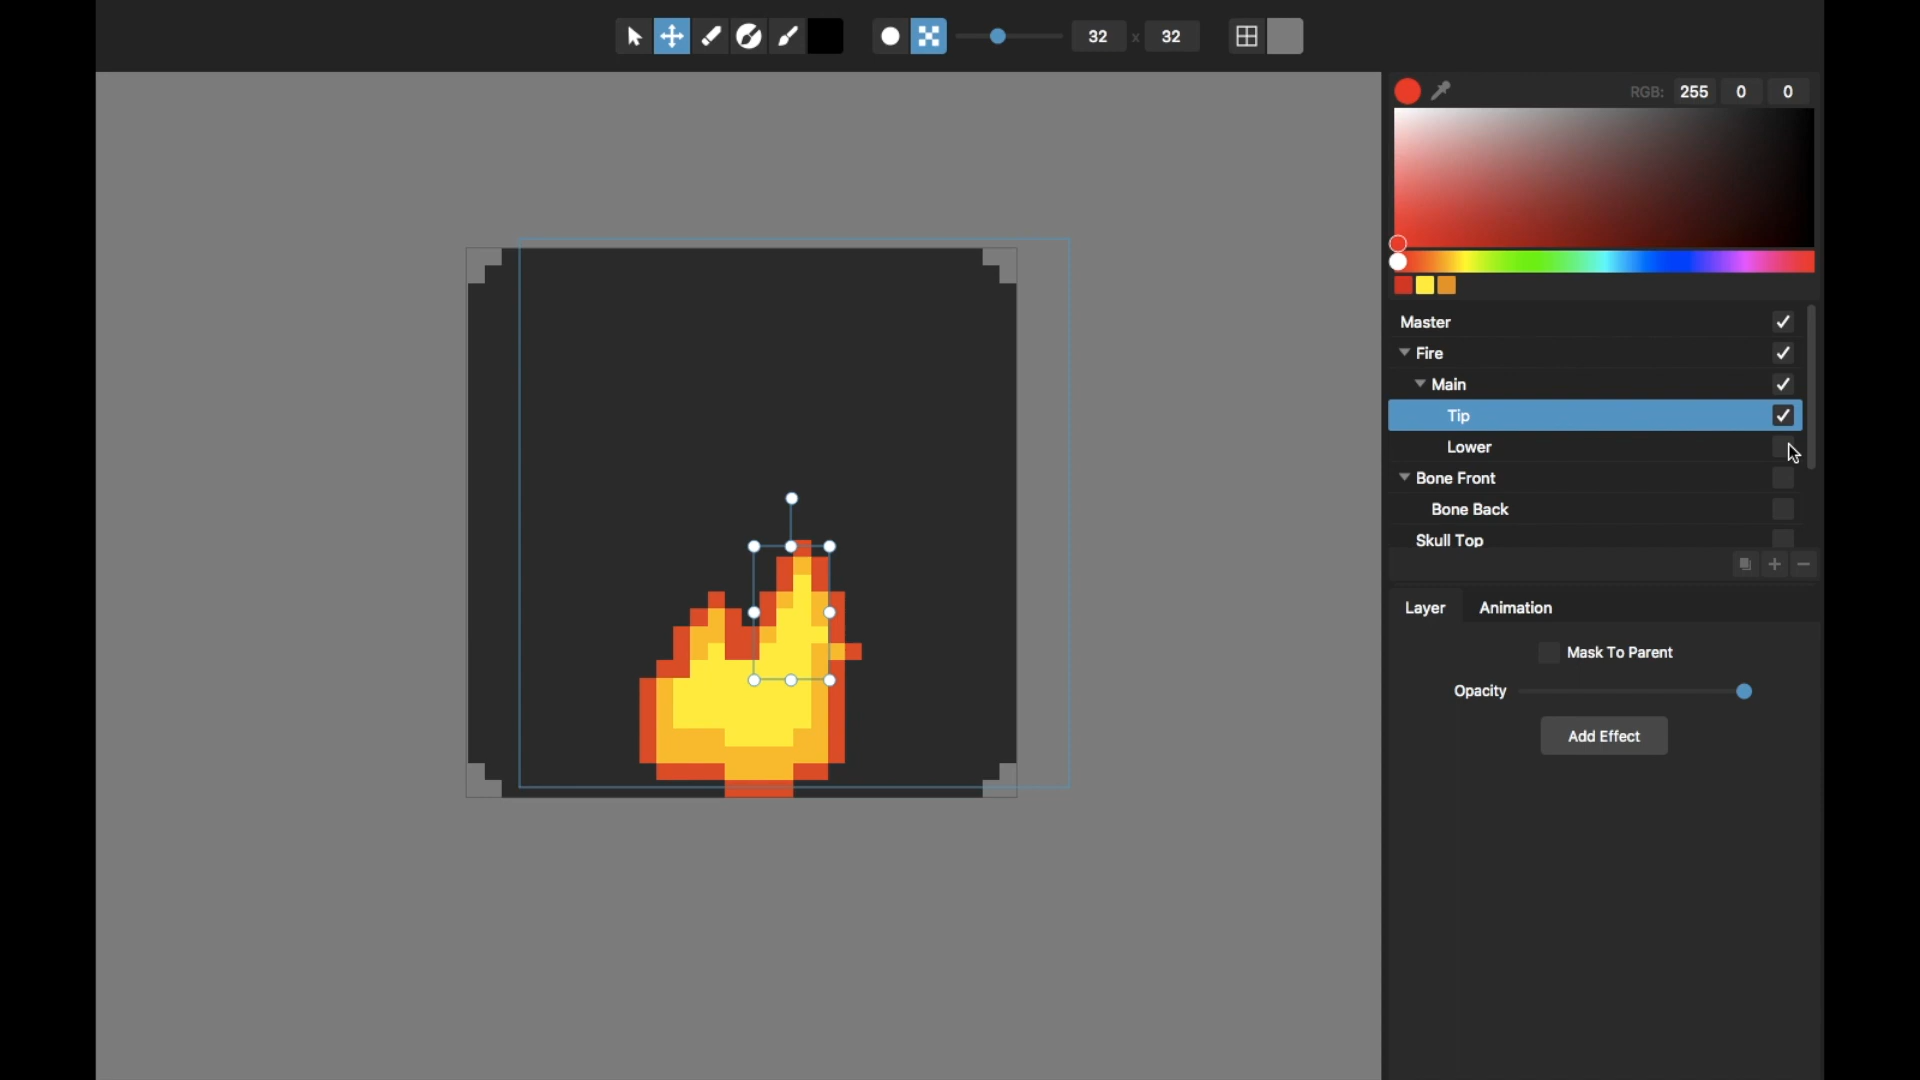 32 x 32
RGB: 255 0 0
Master
Fire
Main
Tip
Lower
Bone Front
Bone Back
Skull Top
Layer Animation
Mask To Parent
Opacity
Add Effect